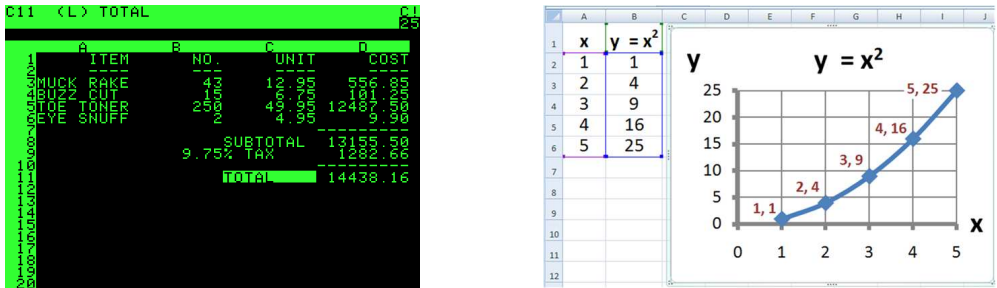 C11 (L) TOTAL C!
25
A B C D
1 ITEM NO. UNIT COST
2 ---- ---- ---- ----
3 MUCK RAKE 43 12.95 556.85
4 BUZZ CUT 15 6.75 101.25
5 TOE TONER 250 49.95 12487.50
6 EYE SNUFF 2 4.95 9.90
7 ---------
8 SUBTOTAL 13155.50
9 9.75% TAX 1282.66
10 ---------
11 TOTAL 14438.16
12
13
14
15
16
17
18
19
20
A B C D E F G H I J
1 x y = x²
2 1 1
3 2 4
4 3 9
5 4 16
6 5 25
7
8
9
10
11
12
y y = x²
25
20
15
10
5
0
5, 25
4, 16
3, 9
2, 4
1, 1
x
0 1 2 3 4 5